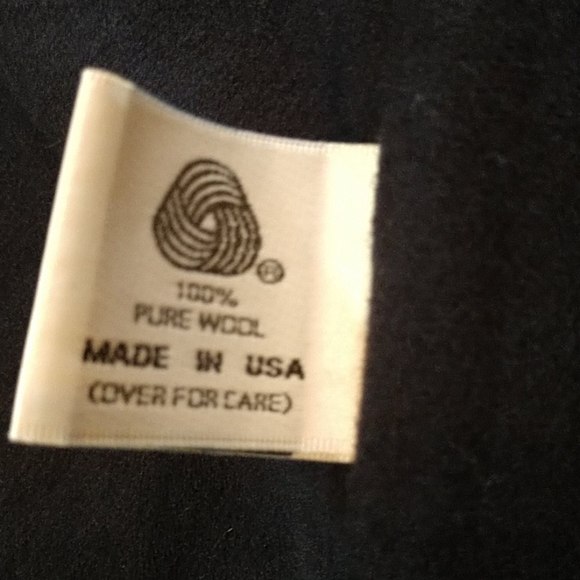 ®
100%
PURE WOOL
MADE IN USA
(OVER FOR CARE)